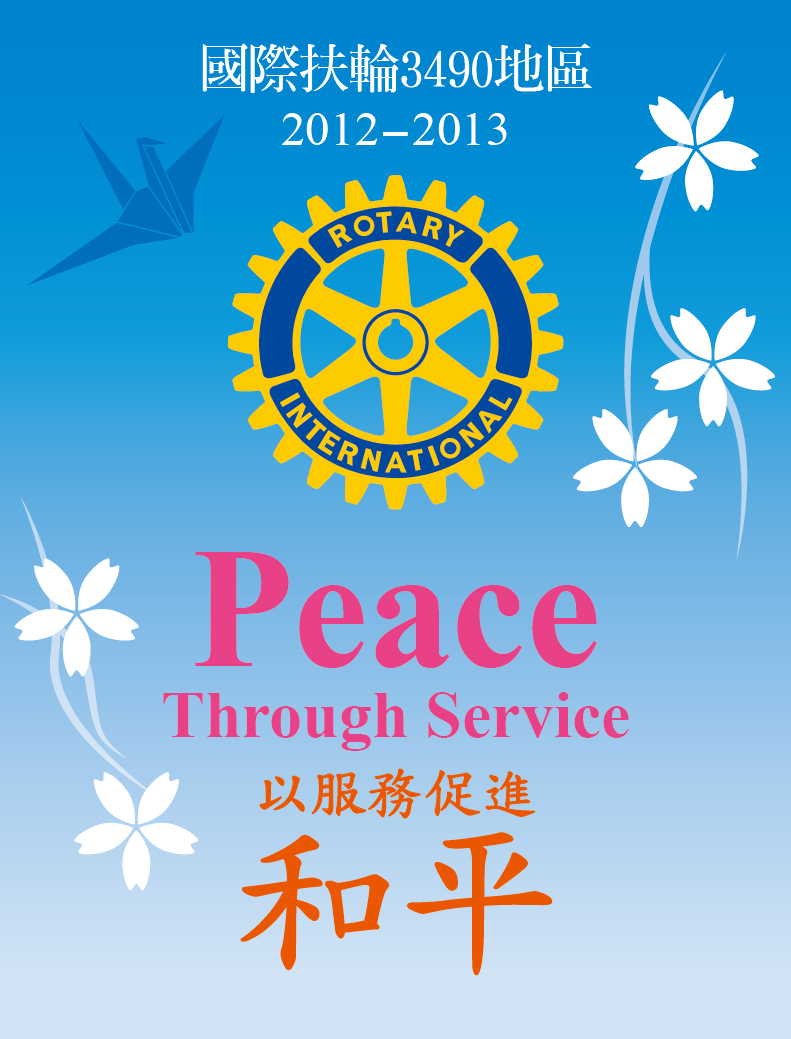 國際扶輪3490地區
2012-2013
ROTARY
INTERNATIONAL
Peace
Through Service
以服務促進
和平